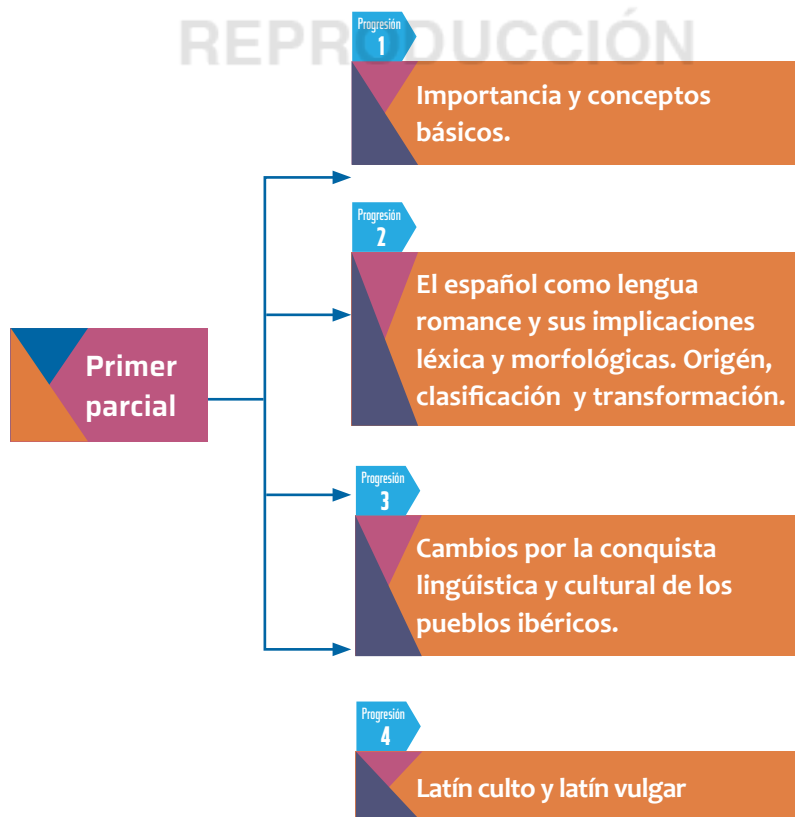 REPRODUCCIÓN
Progresión
1
Importancia y conceptos
básicos.
Progresión
2
El español como lengua
romance y sus implicaciones
léxica y morfológicas. Origén,
clasificación y transformación.
Primer
parcial
Progresión
3
Cambios por la conquista
lingúistica y cultural de los
pueblos ibéricos.
Progresión
4
Latín culto y latín vulgar